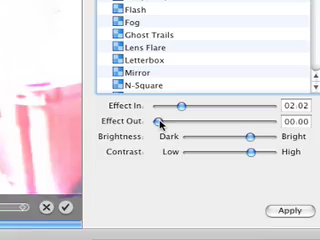 Flash
Fog
Ghost Trails
Lens Flare
Letterbox
Mirror
N-Square
Effect In: 02.02
Effect Out: 00.00
Brightness: Dark Bright
Contrast: Low High
Apply